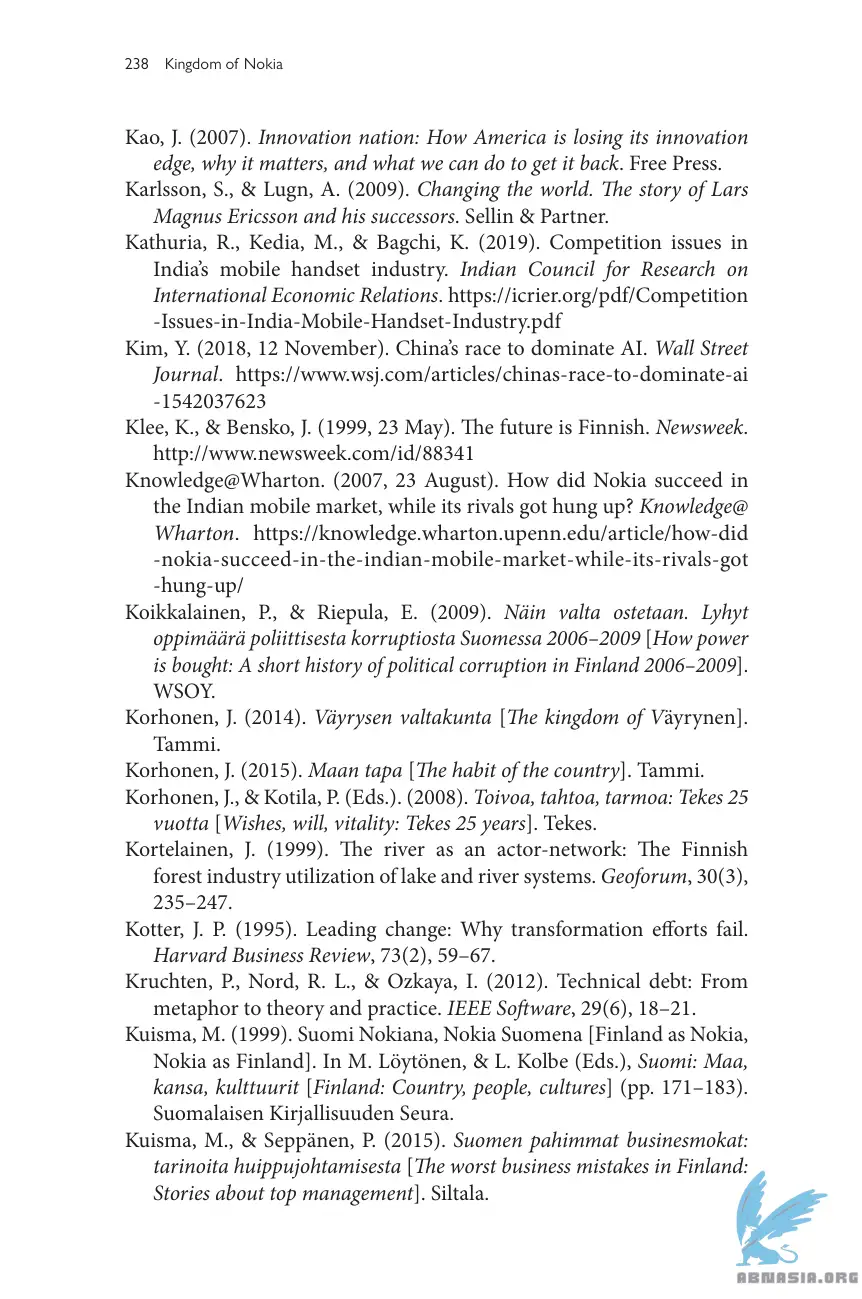 238 Kingdom of Nokia
Kao, J. (2007). Innovation nation: How America is losing its innovation
edge, why it matters, and what we can do to get it back. Free Press.
Karlsson, S., & Lugn, A. (2009). Changing the world. The story of Lars
Magnus Ericsson and his successors. Sellin & Partner.
Kathuria, R., Kedia, M., & Bagchi, K. (2019). Competition issues in
India’s mobile handset industry. Indian Council for Research on
International Economic Relations. https://icrier.org/pdf/Competition
-Issues-in-India-Mobile-Handset-Industry.pdf
Kim, Y. (2018, 12 November). China’s race to dominate AI. Wall Street
Journal. https://www.wsj.com/articles/chinas-race-to-dominate-ai
-1542037623
Klee, K., & Bensko, J. (1999, 23 May). The future is Finnish. Newsweek.
http://www.newsweek.com/id/88341
Knowledge@Wharton. (2007, 23 August). How did Nokia succeed in
the Indian mobile market, while its rivals got hung up? Knowledge@
Wharton. https://knowledge.wharton.upenn.edu/article/how-did
-nokia-succeed-in-the-indian-mobile-market-while-its-rivals-got
-hung-up/
Koikkalainen, P., & Riepula, E. (2009). Näin valta ostetaan. Lyhyt
oppimäärä poliittisesta korruptiosta Suomessa 2006–2009 [How power
is bought: A short history of political corruption in Finland 2006–2009].
WSOY.
Korhonen, J. (2014). Väyrysen valtakunta [The kingdom of Väyrynen].
Tammi.
Korhonen, J. (2015). Maan tapa [The habit of the country]. Tammi.
Korhonen, J., & Kotila, P. (Eds.). (2008). Toivoa, tahtoa, tarmoa: Tekes 25
vuotta [Wishes, will, vitality: Tekes 25 years]. Tekes.
Kortelainen, J. (1999). The river as an actor-network: The Finnish
forest industry utilization of lake and river systems. Geoforum, 30(3),
235–247.
Kotter, J. P. (1995). Leading change: Why transformation efforts fail.
Harvard Business Review, 73(2), 59–67.
Kruchten, P., Nord, R. L., & Ozkaya, I. (2012). Technical debt: From
metaphor to theory and practice. IEEE Software, 29(6), 18–21.
Kuisma, M. (1999). Suomi Nokiana, Nokia Suomena [Finland as Nokia,
Nokia as Finland]. In M. Löytönen, & L. Kolbe (Eds.), Suomi: Maa,
kansa, kulttuurit [Finland: Country, people, cultures] (pp. 171–183).
Suomalaisen Kirjallisuuden Seura.
Kuisma, M., & Seppänen, P. (2015). Suomen pahimmat businesmokat:
tarinoita huippujohtamisesta [The worst business mistakes in Finland:
Stories about top management]. Siltala.
ABNASIA.ORG